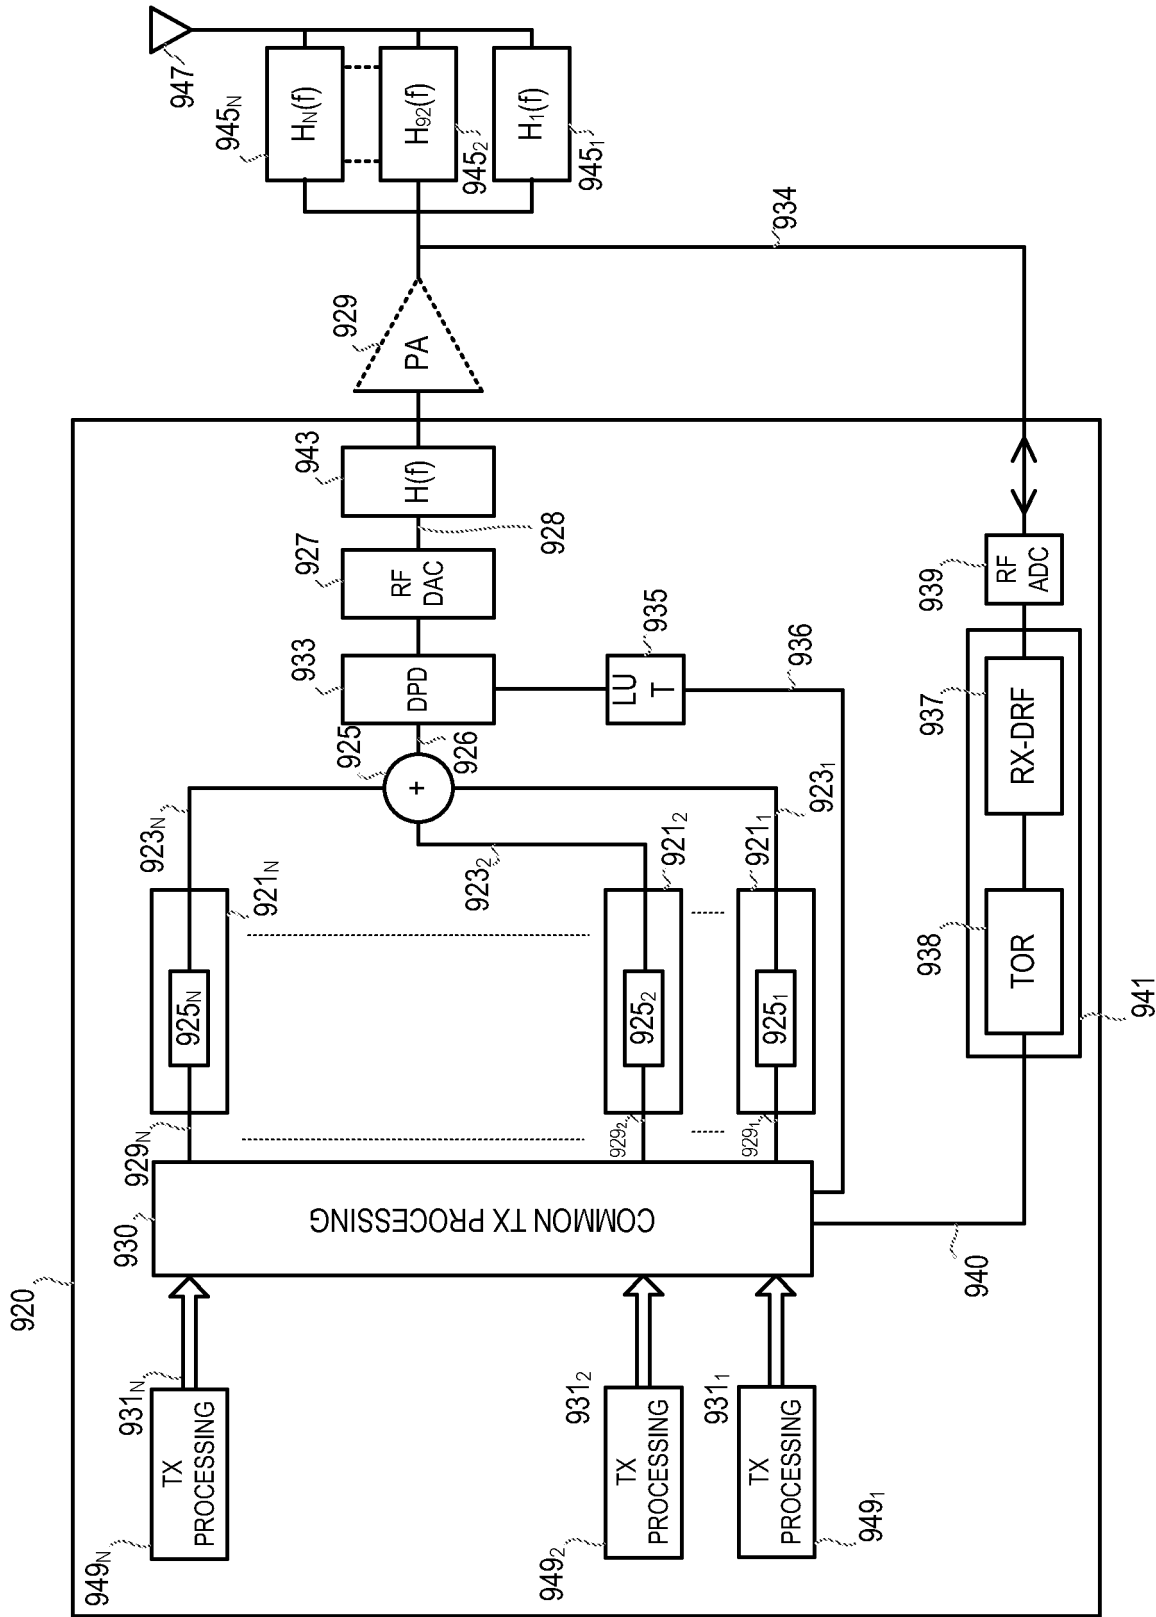 920
949N
TX
PROCESSING
931N
930
COMMON TX PROCESSING
929N
925N
921N
923N
949₂
TX
PROCESSING
931₂
929₂
925₂
921₂
923₂
949₁
TX
PROCESSING
931₁
929₁
925₁
921₁
923₁
925
+
926
933
DPD
927
RF
DAC
928
943
H(f)
929
PA
945N
HN(f)
945₂
H₉₂(f)
945₁
H₁(f)
947
934
935
LU
T
936
939
RF
ADC
937
RX-DRF
938
TOR
941
940